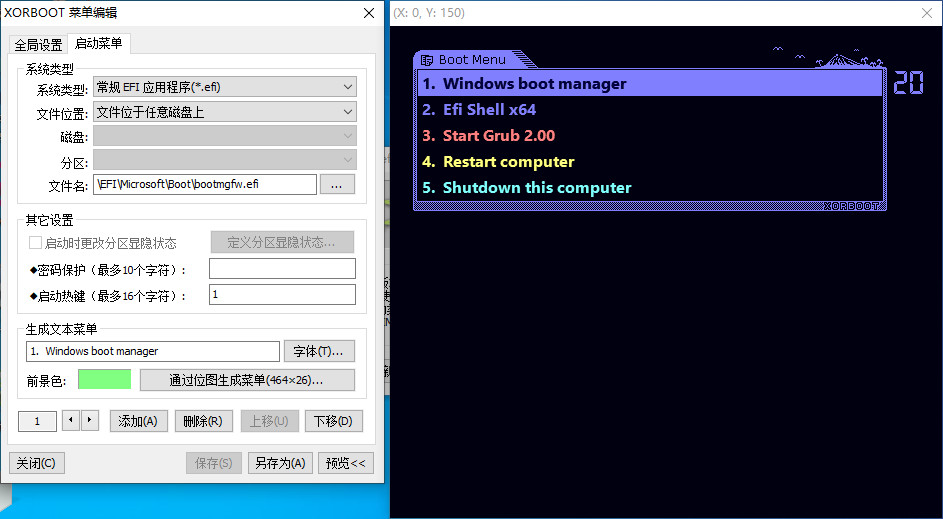 XORBOOT 菜单编辑
全局设置 启动菜单
系统类型
系统类型: 常规 EFI 应用程序(*.efi)
文件位置: 文件位于任意磁盘上
磁盘:
分区:
文件名: \EFI\Microsoft\Boot\bootmgfw.efi ...
其它设置
启动时更改分区显隐状态 定义分区显隐状态...
◆密码保护（最多10个字符）:
◆启动热键（最多16个字符）: 1
生成文本菜单
1. Windows boot manager 字体(T)...
前景色: 通过位图生成菜单(464×26)...
1 添加(A) 删除(R) 上移(U) 下移(D)
关闭(C) 保存(S) 另存为(A) 预览<<
(X: 0, Y: 150)
Boot Menu
20
1. Windows boot manager
2. Efi Shell x64
3. Start Grub 2.00
4. Restart computer
5. Shutdown this computer
XORBOOT